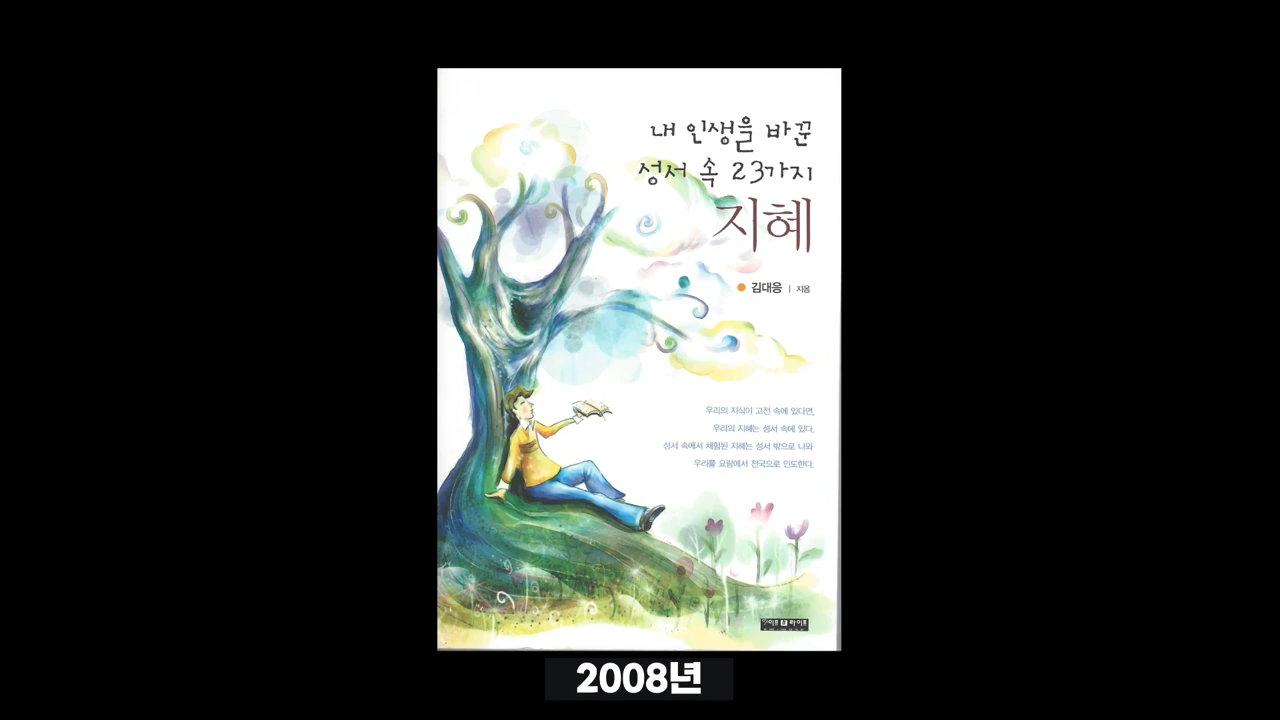 내 인생을 바꾼
성서 속 23가지
지혜
김대응 | 지음
우리의 지식이 고전 속에 있다면,
우리의 지혜는 성서 속에 있다.
성서 속에서 체험된 지혜는 성서 밖으로 나와
우리를 요람에서 천국으로 인도한다.
2008년